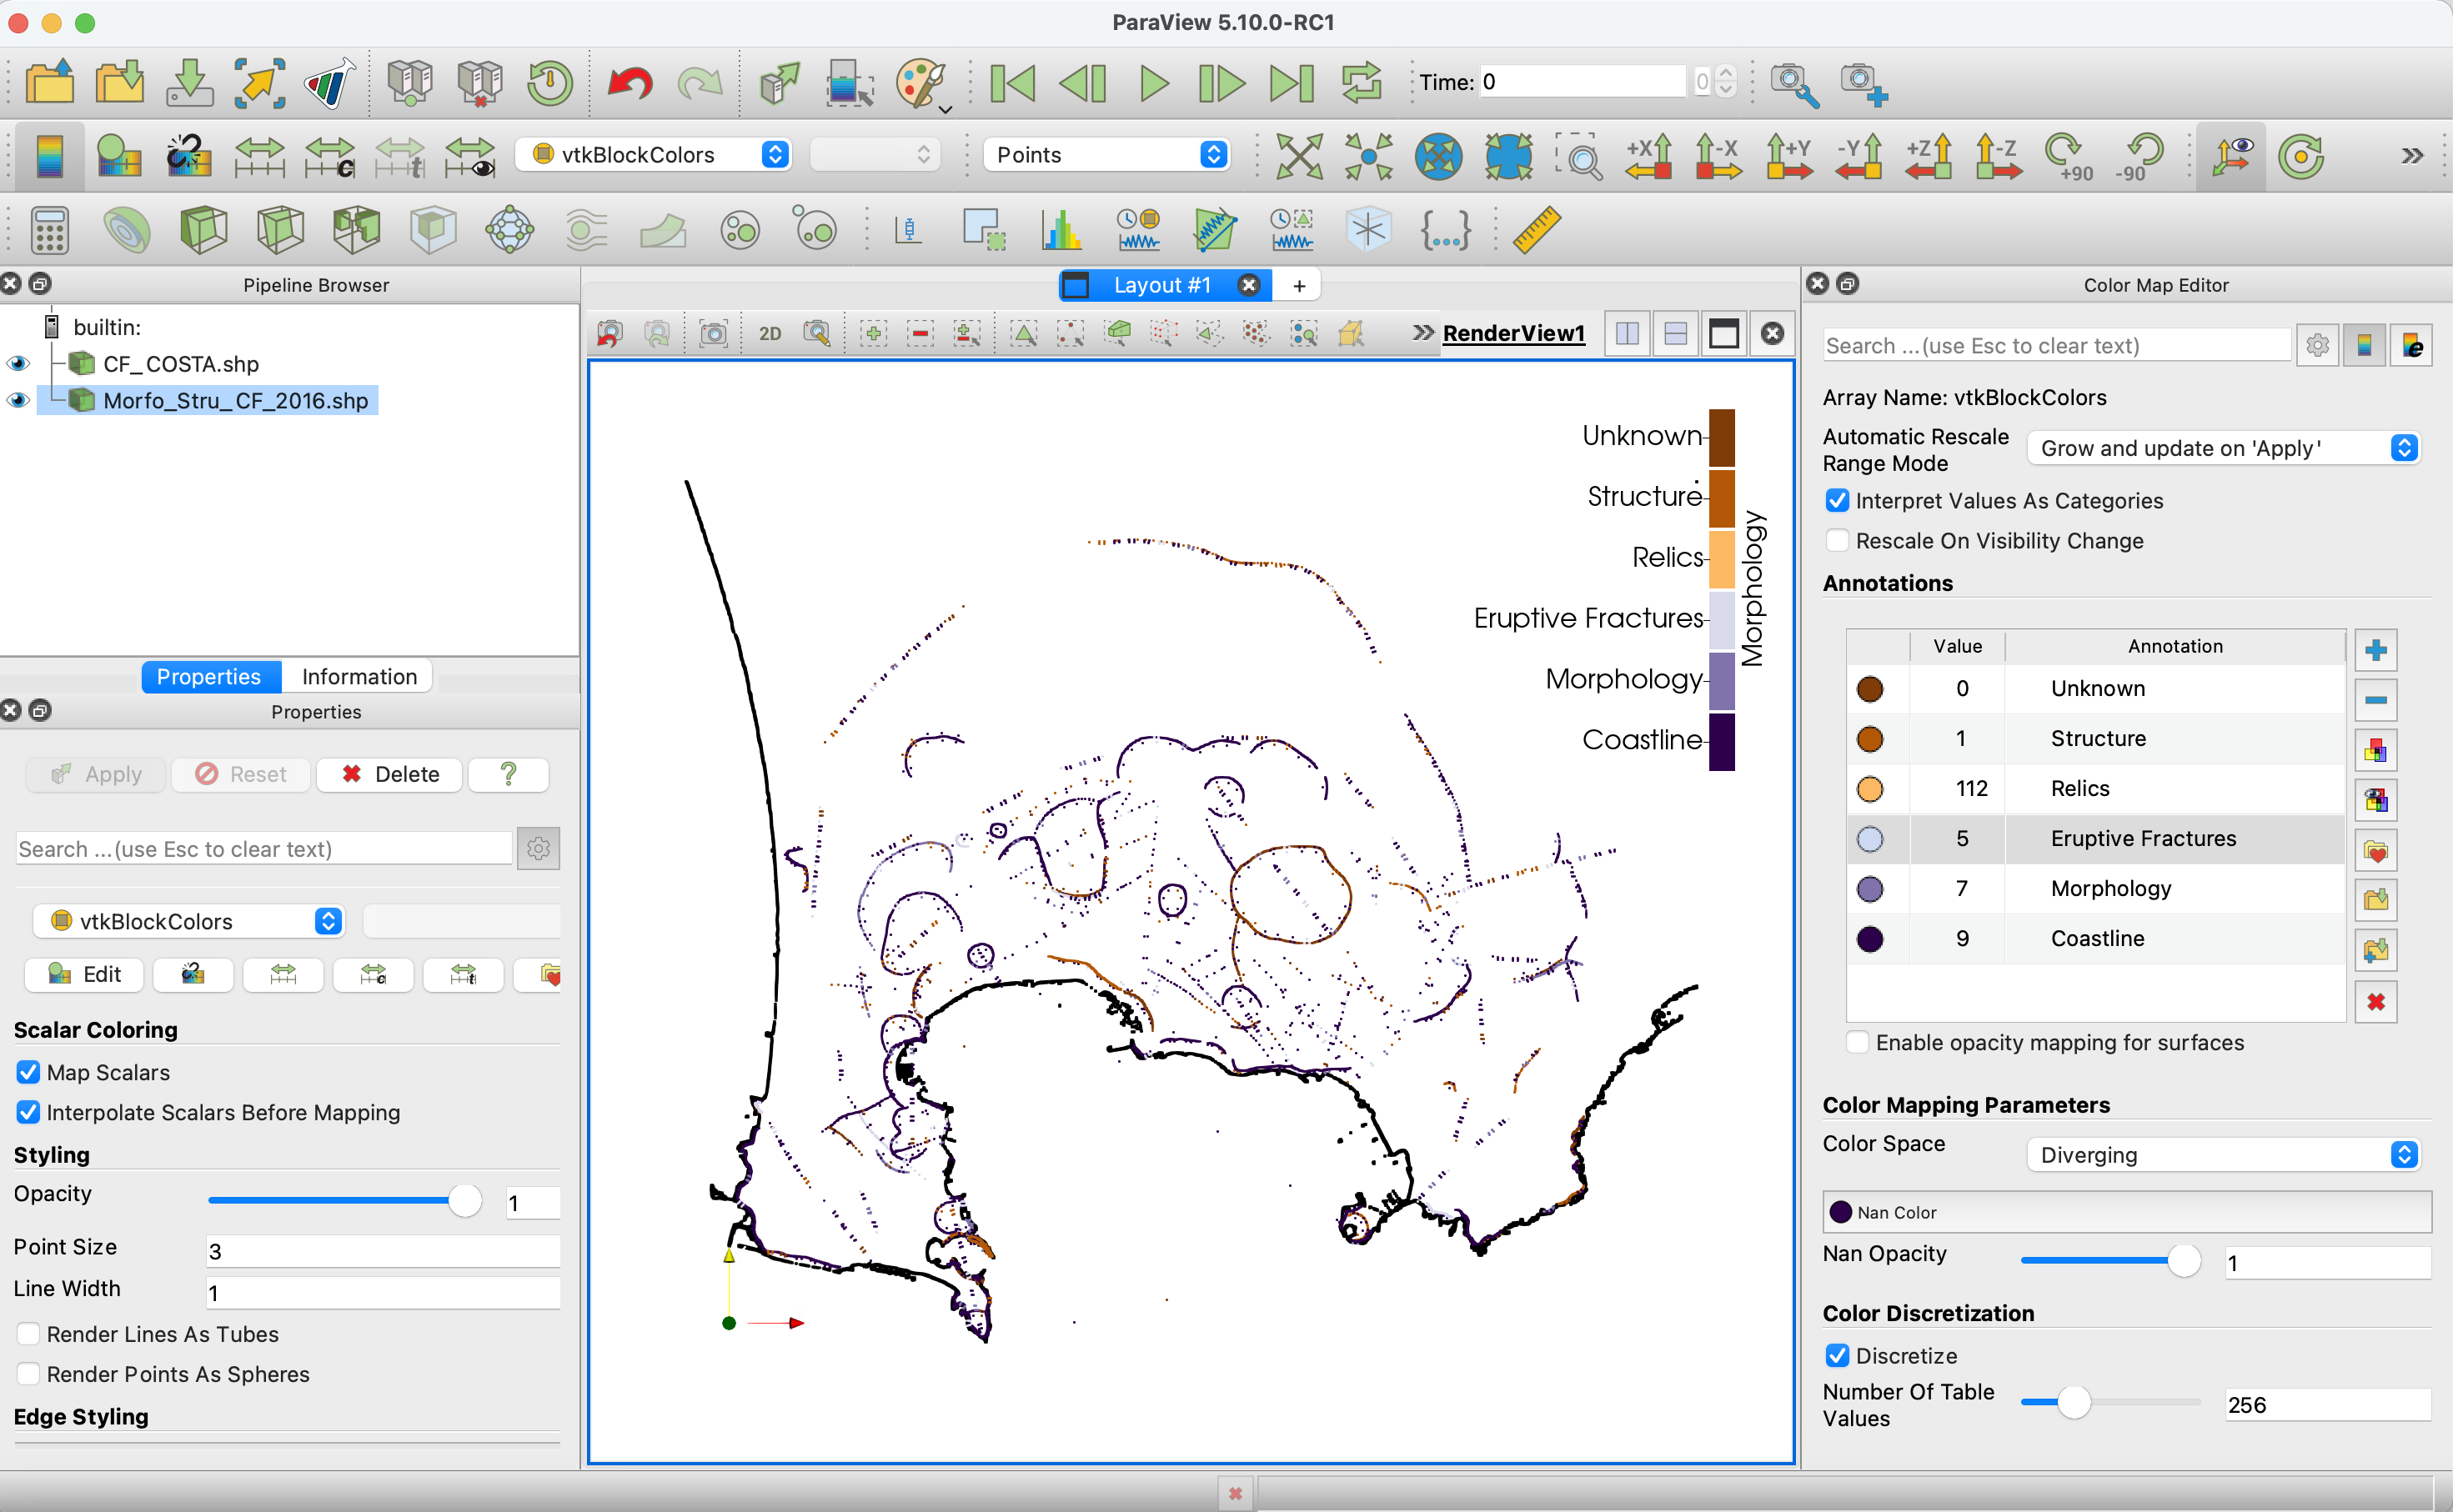 ParaView 5.10.0-RC1
Time: 0 0
vtkBlockColors Points
+X -X +Y -Y +Z -Z +90 -90
Pipeline Browser
builtin:
CF_COSTA.shp
Morfo_Stru_CF_2016.shp
Properties Information
Properties
Apply Reset Delete ?
Search ...(use Esc to clear text)
vtkBlockColors
Edit
Scalar Coloring
Map Scalars
Interpolate Scalars Before Mapping
Styling
Opacity 1
Point Size 3
Line Width 1
Render Lines As Tubes
Render Points As Spheres
Edge Styling
Layout #1 +
2D RenderView1
Unknown
Structure
Relics
Eruptive Fractures
Morphology
Coastline
Morphology
Color Map Editor
Search ...(use Esc to clear text)
Array Name: vtkBlockColors
Automatic Rescale
Range Mode
Grow and update on 'Apply'
Interpret Values As Categories
Rescale On Visibility Change
Annotations
Value Annotation
0 Unknown
1 Structure
112 Relics
5 Eruptive Fractures
7 Morphology
9 Coastline
Enable opacity mapping for surfaces
Color Mapping Parameters
Color Space Diverging
Nan Color
Nan Opacity 1
Color Discretization
Discretize
Number Of Table
Values
256